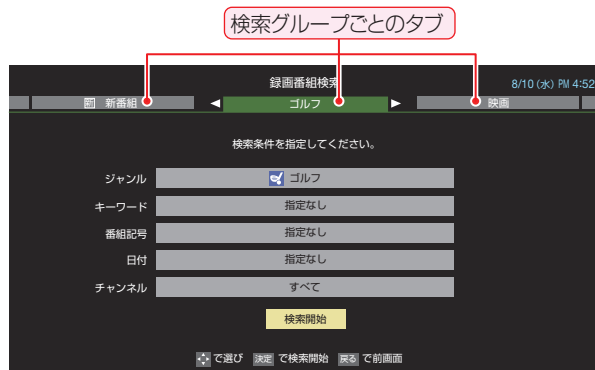 検索グループごとのタブ
録画番組検索
8/10 (水) PM 4:52
新 新番組 ◀ ゴルフ ▶ 映画
検索条件を指定してください。
ジャンル ゴルフ
キーワード 指定なし
番組記号 指定なし
日付 指定なし
チャンネル すべて
検索開始
で選び 決定 で検索開始 戻る で前画面